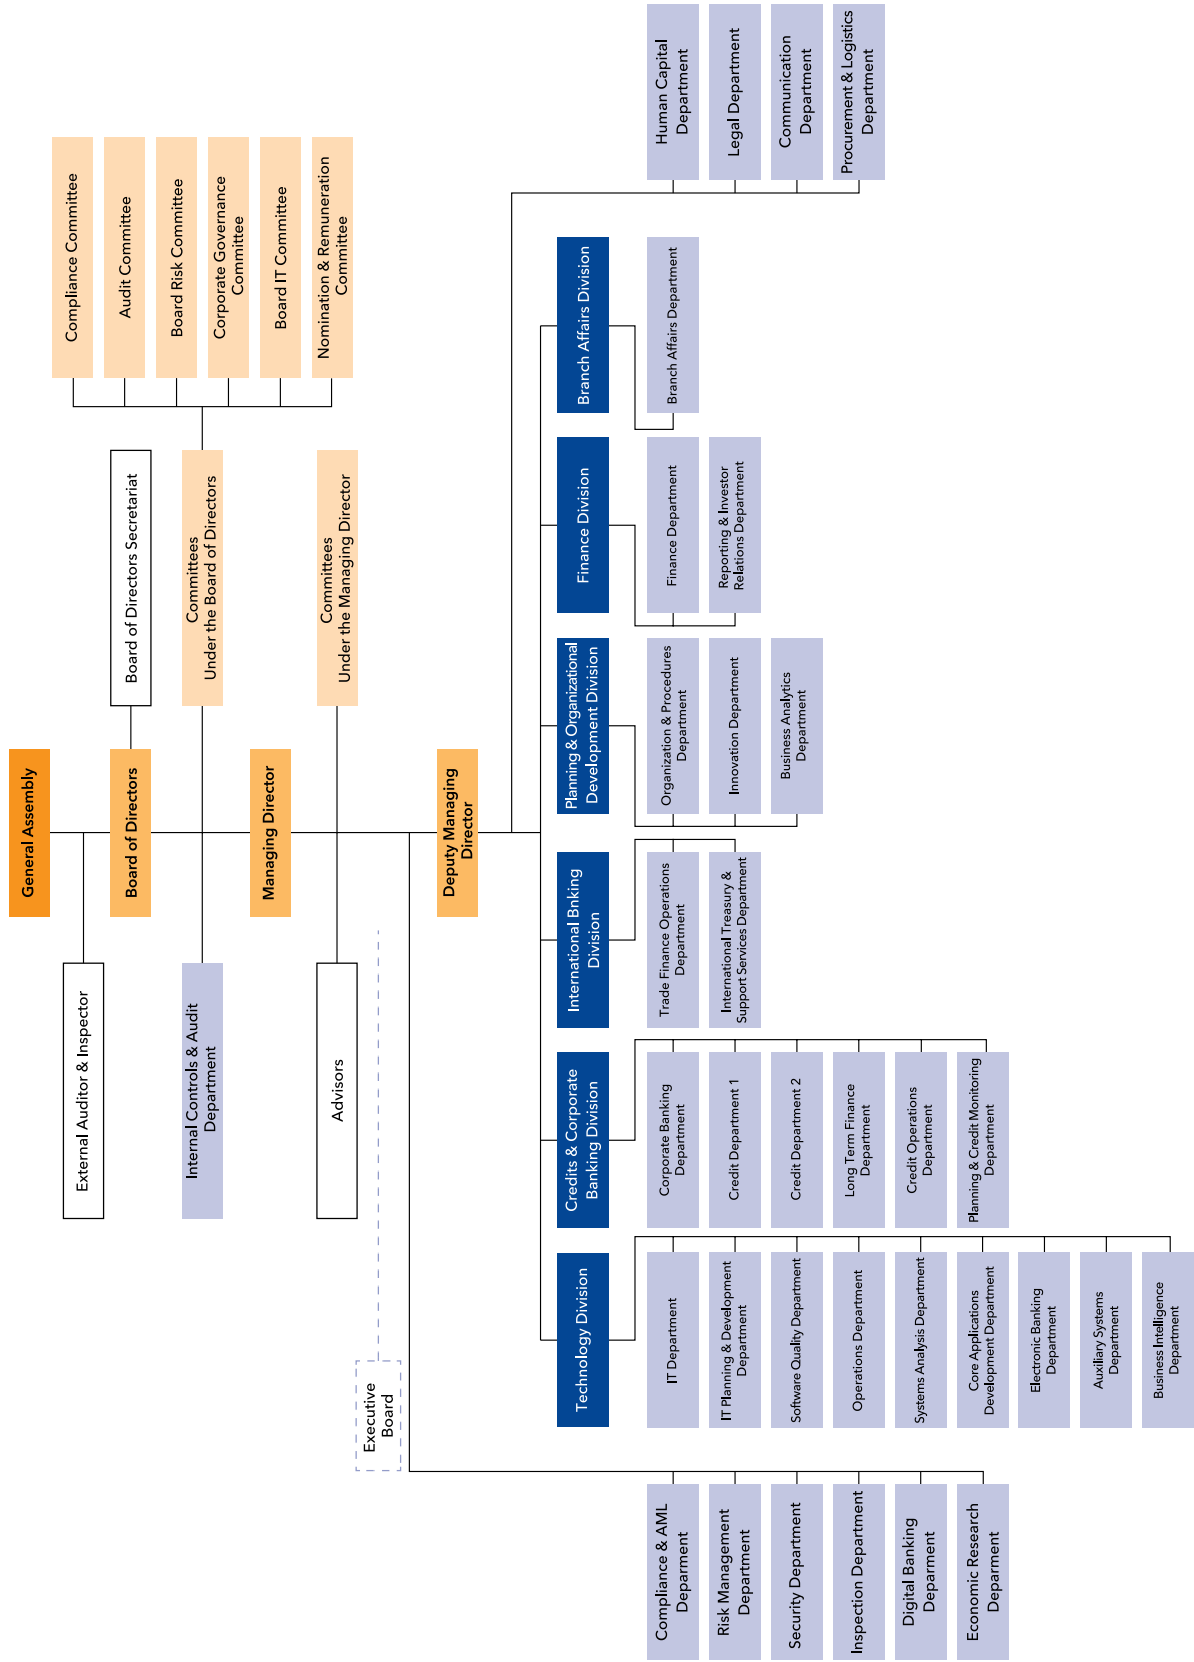 General Assembly
External Auditor & Inspector
Board of Directors
Board of Directors Secretariat
Internal Controls & Audit
Department
Committees
Under the Board of Directors
Compliance Committee
Audit Committee
Board Risk Committee
Corporate Governance
Committee
Board IT Committee
Nomination & Remuneration
Committee
Managing Director
Advisors
Committees
Under the Managing Director
Executive
Board
Deputy Managing
Director
Compliance & AML
Deparment
Risk Management
Department
Security Department
Inspection Department
Digital Banking
Deparment
Economic Research
Deparment
Technology Division
IT Department
IT Planning & Development
Department
Software Quality Department
Operations Department
Systems Analysis Department
Core Applications
Development Department
Electronic Banking
Department
Auxiliary Systems
Department
Business Intelligence
Department
Credits & Corporate
Banking Division
Corporate Banking
Department
Credit Department 1
Credit Department 2
Long Term Finance
Department
Credit Operations
Department
Planning & Credit Monitoring
Department
International Bnking
Division
Trade Finance Operations
Department
International Treasury &
Support Services Department
Planning & Organizational
Development Division
Organization & Procedures
Department
Innovation Department
Business Analytics
Department
Finance Division
Finance Department
Reporting & Investor
Relations Department
Branch Affairs Division
Branch Affairs Department
Human Capital
Department
Legal Department
Communication
Department
Procurement & Logistics
Department